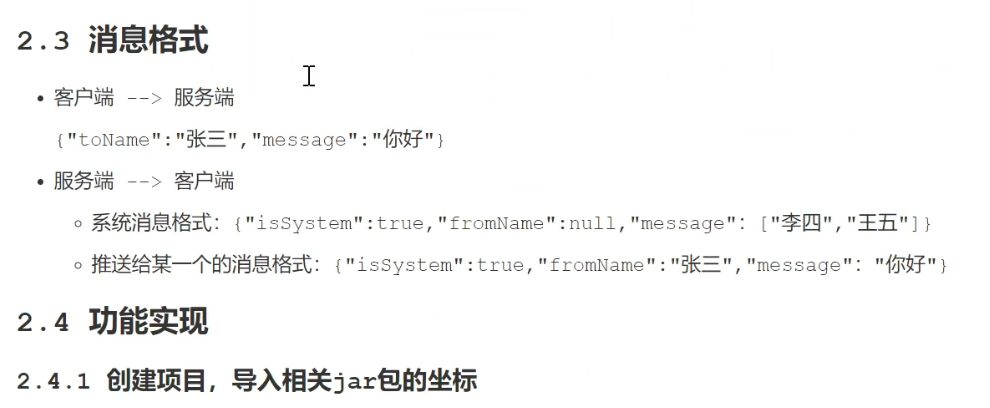 2.3 消息格式
• 客户端 --> 服务端
{"toName":"张三","message":"你好"}
• 服务端 --> 客户端
◦ 系统消息格式：{"isSystem":true,"fromName":null,"message"：["李四","王五"]}
◦ 推送给某一个的消息格式：{"isSystem":true,"fromName":"张三","message"："你好"}
2.4 功能实现
2.4.1 创建项目，导入相关jar包的坐标